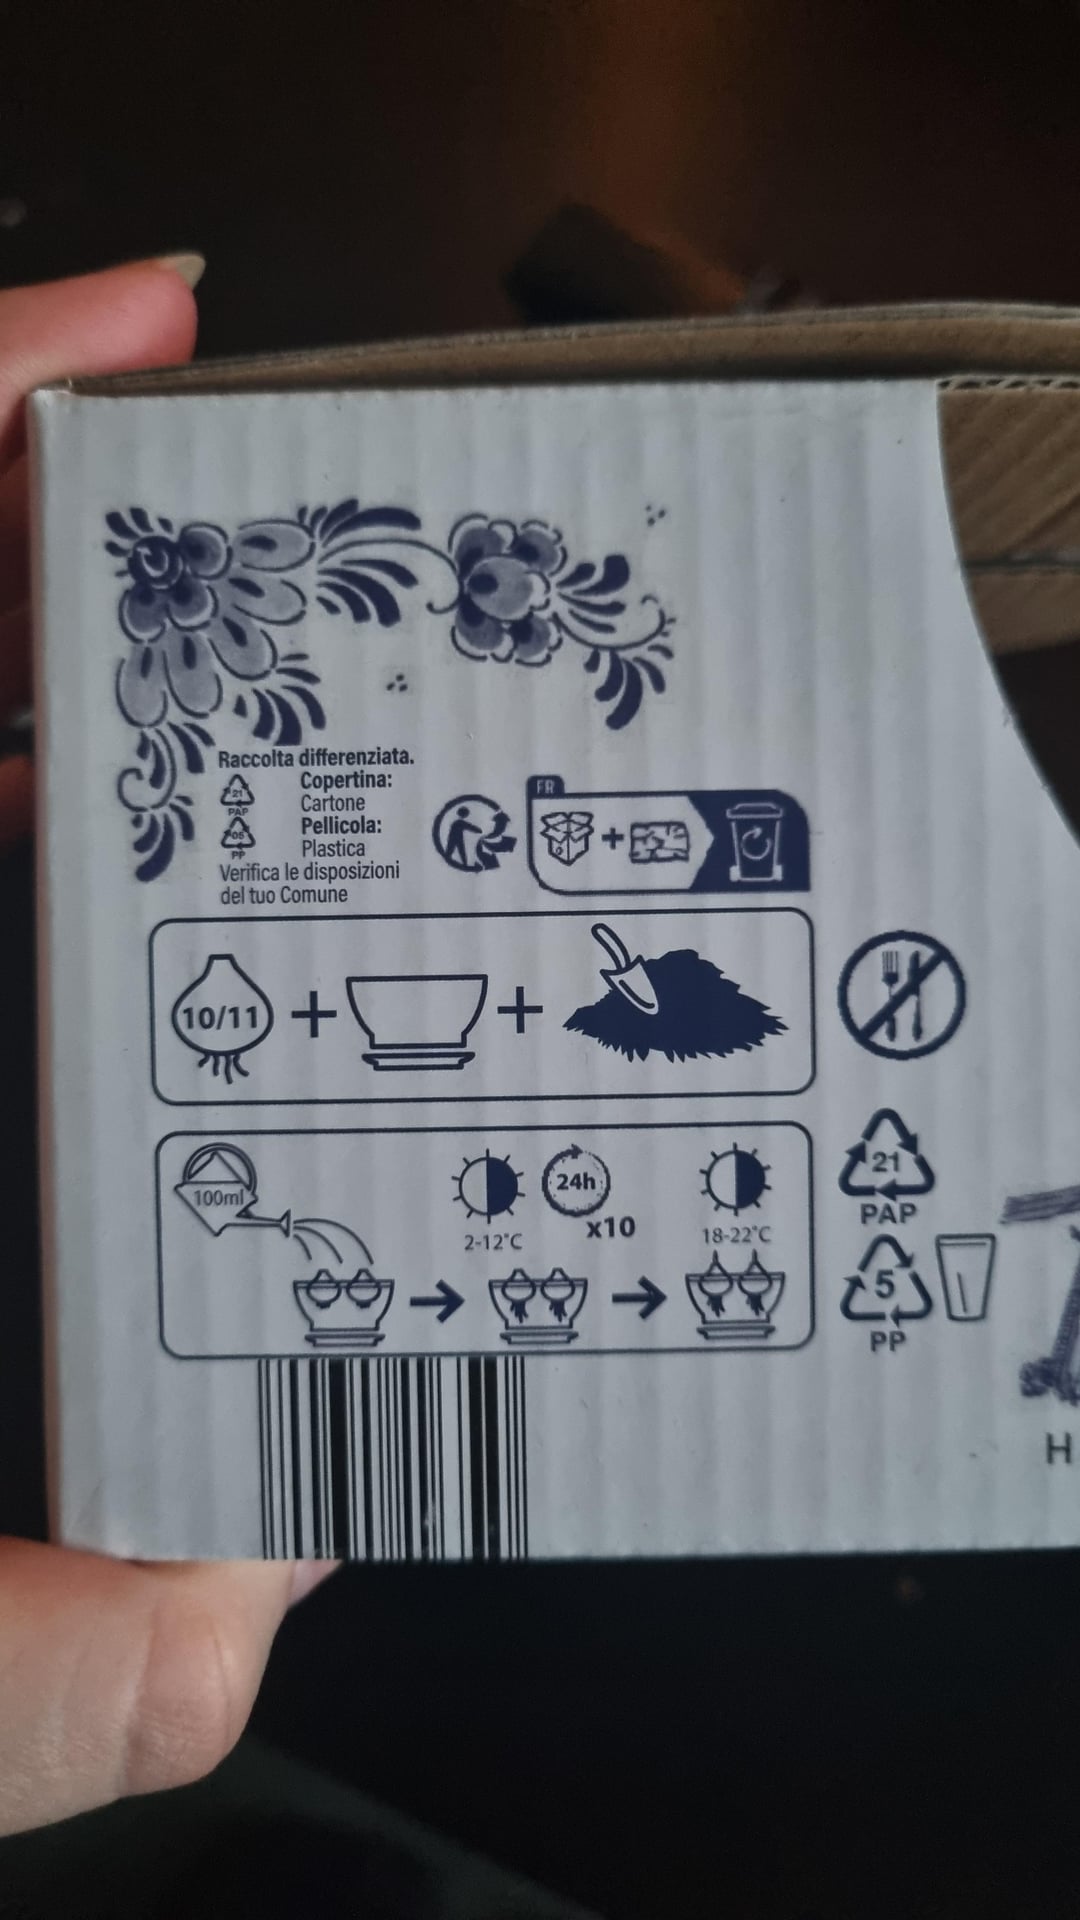 Raccolta differenziata.
21
PAP
Copertina:
Cartone
05
PP
Pellicola:
Plastica
Verifica le disposizioni
del tuo Comune
FR
10/11
100ml
2-12°C
24h
x10
18-22°C
21
PAP
5
PP
H